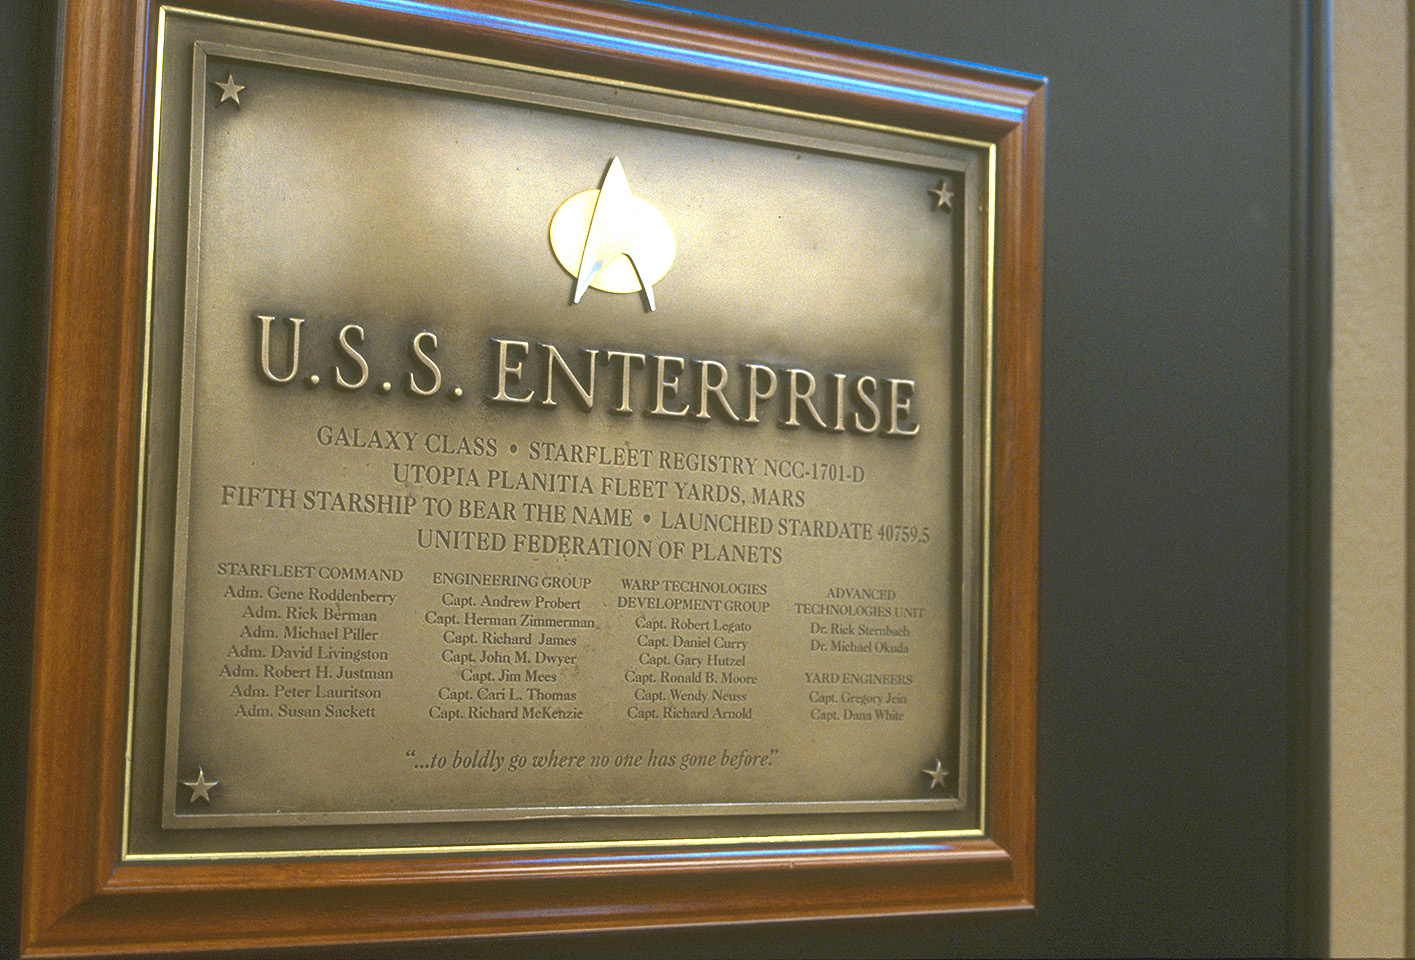 U.S.S. ENTERPRISE
GALAXY CLASS • STARFLEET REGISTRY NCC-1701-D
UTOPIA PLANITIA FLEET YARDS, MARS
FIFTH STARSHIP TO BEAR THE NAME • LAUNCHED STARDATE 40759.5
UNITED FEDERATION OF PLANETS
STARFLEET COMMAND
Adm. Gene Roddenberry
Adm. Rick Berman
Adm. Michael Piller
Adm. David Livingston
Adm. Robert H. Justman
Adm. Peter Lauritson
Adm. Susan Sackett
ENGINEERING GROUP
Capt. Andrew Probert
Capt. Herman Zimmerman
Capt. Richard James
Capt. John M. Dwyer
Capt. Jim Mees
Capt. Cari L. Thomas
Capt. Richard McKenzie
WARP TECHNOLOGIES
DEVELOPMENT GROUP
Capt. Robert Legato
Capt. Daniel Curry
Capt. Gary Hutzel
Capt. Ronald B. Moore
Capt. Wendy Neuss
Capt. Richard Arnold
ADVANCED
TECHNOLOGIES UNIT
Dr. Rick Sternbach
Dr. Michael Okuda
YARD ENGINEERS
Capt. Gregory Jein
Capt. Dana White
“...to boldly go where no one has gone before.”